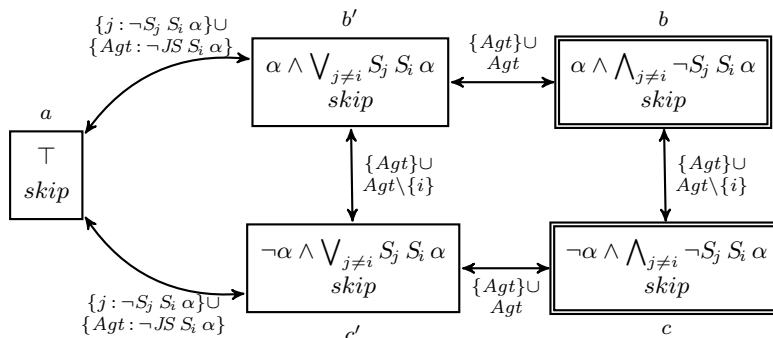 {j : ¬S_j S_i α}∪
{Agt : ¬JS S_i α}
b′
α ∧ ⋁_{j≠i} S_j S_i α
skip
{Agt}∪
Agt
b
α ∧ ⋀_{j≠i} ¬S_j S_i α
skip
a
⊤
skip
{Agt}∪
Agt\{i}
{Agt}∪
Agt\{i}
¬α ∧ ⋁_{j≠i} S_j S_i α
skip
c′
{Agt}∪
Agt
¬α ∧ ⋀_{j≠i} ¬S_j S_i α
skip
c
{j : ¬S_j S_i α}∪
{Agt : ¬JS S_i α}